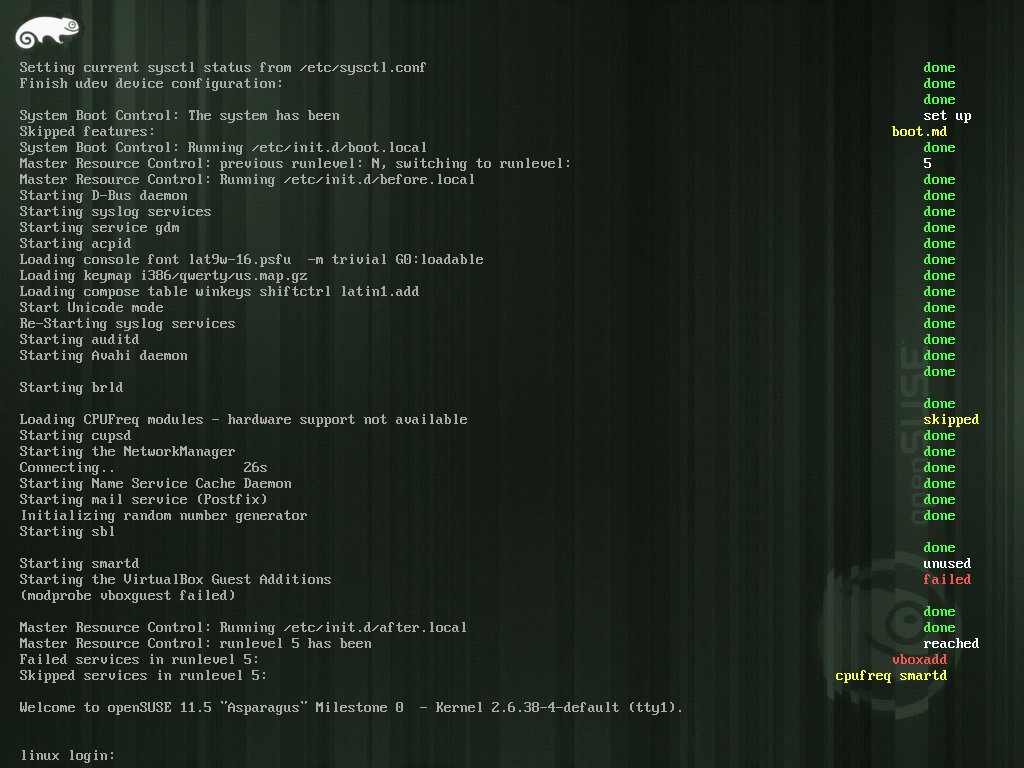 Setting current sysctl status from /etc/sysctl.conf done
Finish udev device configuration: done
done
System Boot Control: The system has been set up
Skipped features: boot.md
System Boot Control: Running /etc/init.d/boot.local done
Master Resource Control: previous runlevel: N, switching to runlevel: 5
Master Resource Control: Running /etc/init.d/before.local done
Starting D-Bus daemon done
Starting syslog services done
Starting service gdm done
Starting acpid done
Loading console font lat9w-16.psfu  -m trivial G0:loadable done
Loading keymap i386/qwerty/us.map.gz done
Loading compose table winkeys shiftctrl latin1.add done
Start Unicode mode done
Re-Starting syslog services done
Starting auditd done
Starting Avahi daemon done
done
Starting brld
done
Loading CPUFreq modules - hardware support not available skipped
Starting cupsd done
Starting the NetworkManager done
Connecting.. 26s done
Starting Name Service Cache Daemon done
Starting mail service (Postfix) done
Initializing random number generator done
Starting sbl
done
Starting smartd unused
Starting the VirtualBox Guest Additions failed
(modprobe vboxguest failed)
done
Master Resource Control: Running /etc/init.d/after.local done
Master Resource Control: runlevel 5 has been reached
Failed services in runlevel 5: vboxadd
Skipped services in runlevel 5: cpufreq smartd
Welcome to openSUSE 11.5 "Asparagus" Milestone 0  - Kernel 2.6.38-4-default (tty1).
linux login:
openSUSE